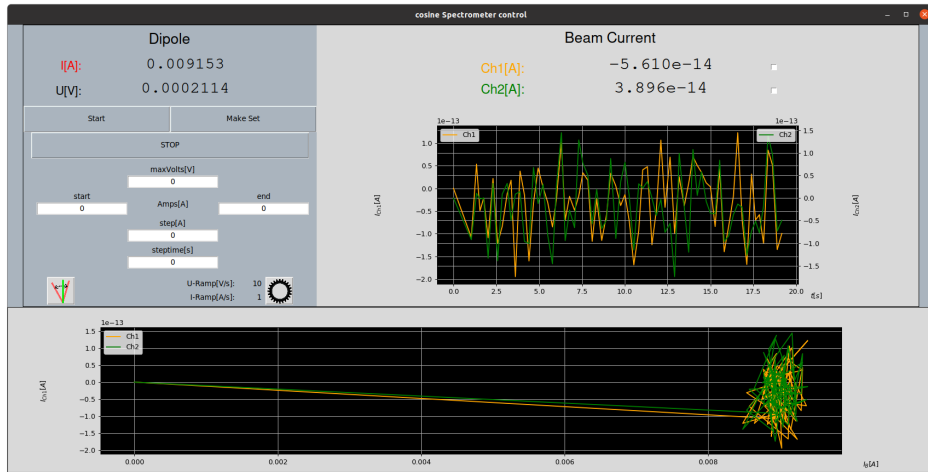 cosine Spectrometer control
Dipole
I[A]: 0.009153
U[V]: 0.0002114
Start Make Set
STOP
maxVolts[V]
0
start Amps[A] end
0 0
step[A]
0
steptime[s]
0
U-Ramp[V/s]: 10
I-Ramp[A/s]: 1
Beam Current
Ch1[A]: -5.610e-14
Ch2[A]: 3.896e-14
1e−13 1e−13
Ch1 Ch2
1.0
0.5
0.0
−0.5
−1.0
−1.5
−2.0
I_Ch1[A]
1.5
1.0
0.5
0.0
−0.5
−1.0
−1.5
I_Ch2[A]
0.0 2.5 5.0 7.5 10.0 12.5 15.0 17.5 20.0
t[s]
1e−13
Ch1
Ch2
1.5
1.0
0.5
0.0
−0.5
−1.0
−1.5
−2.0
I_Ch1[A]
0.000 0.002 0.004 0.006 0.008
I_B[A]